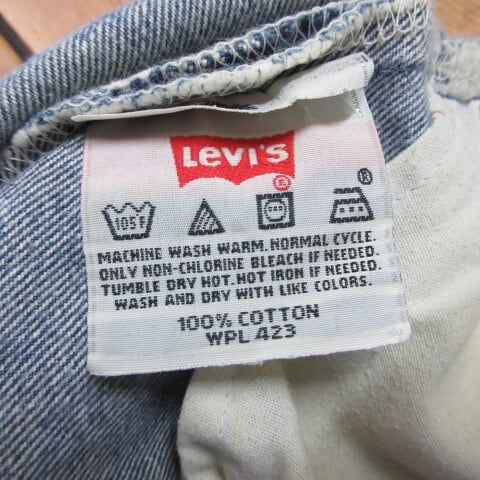 Levi's
®
®
105F
MACHINE WASH WARM. NORMAL CYCLE.
ONLY NON-CHLORINE BLEACH IF NEEDED.
TUMBLE DRY HOT. HOT IRON IF NEEDED.
WASH AND DRY WITH LIKE COLORS.
100% COTTON
WPL 423